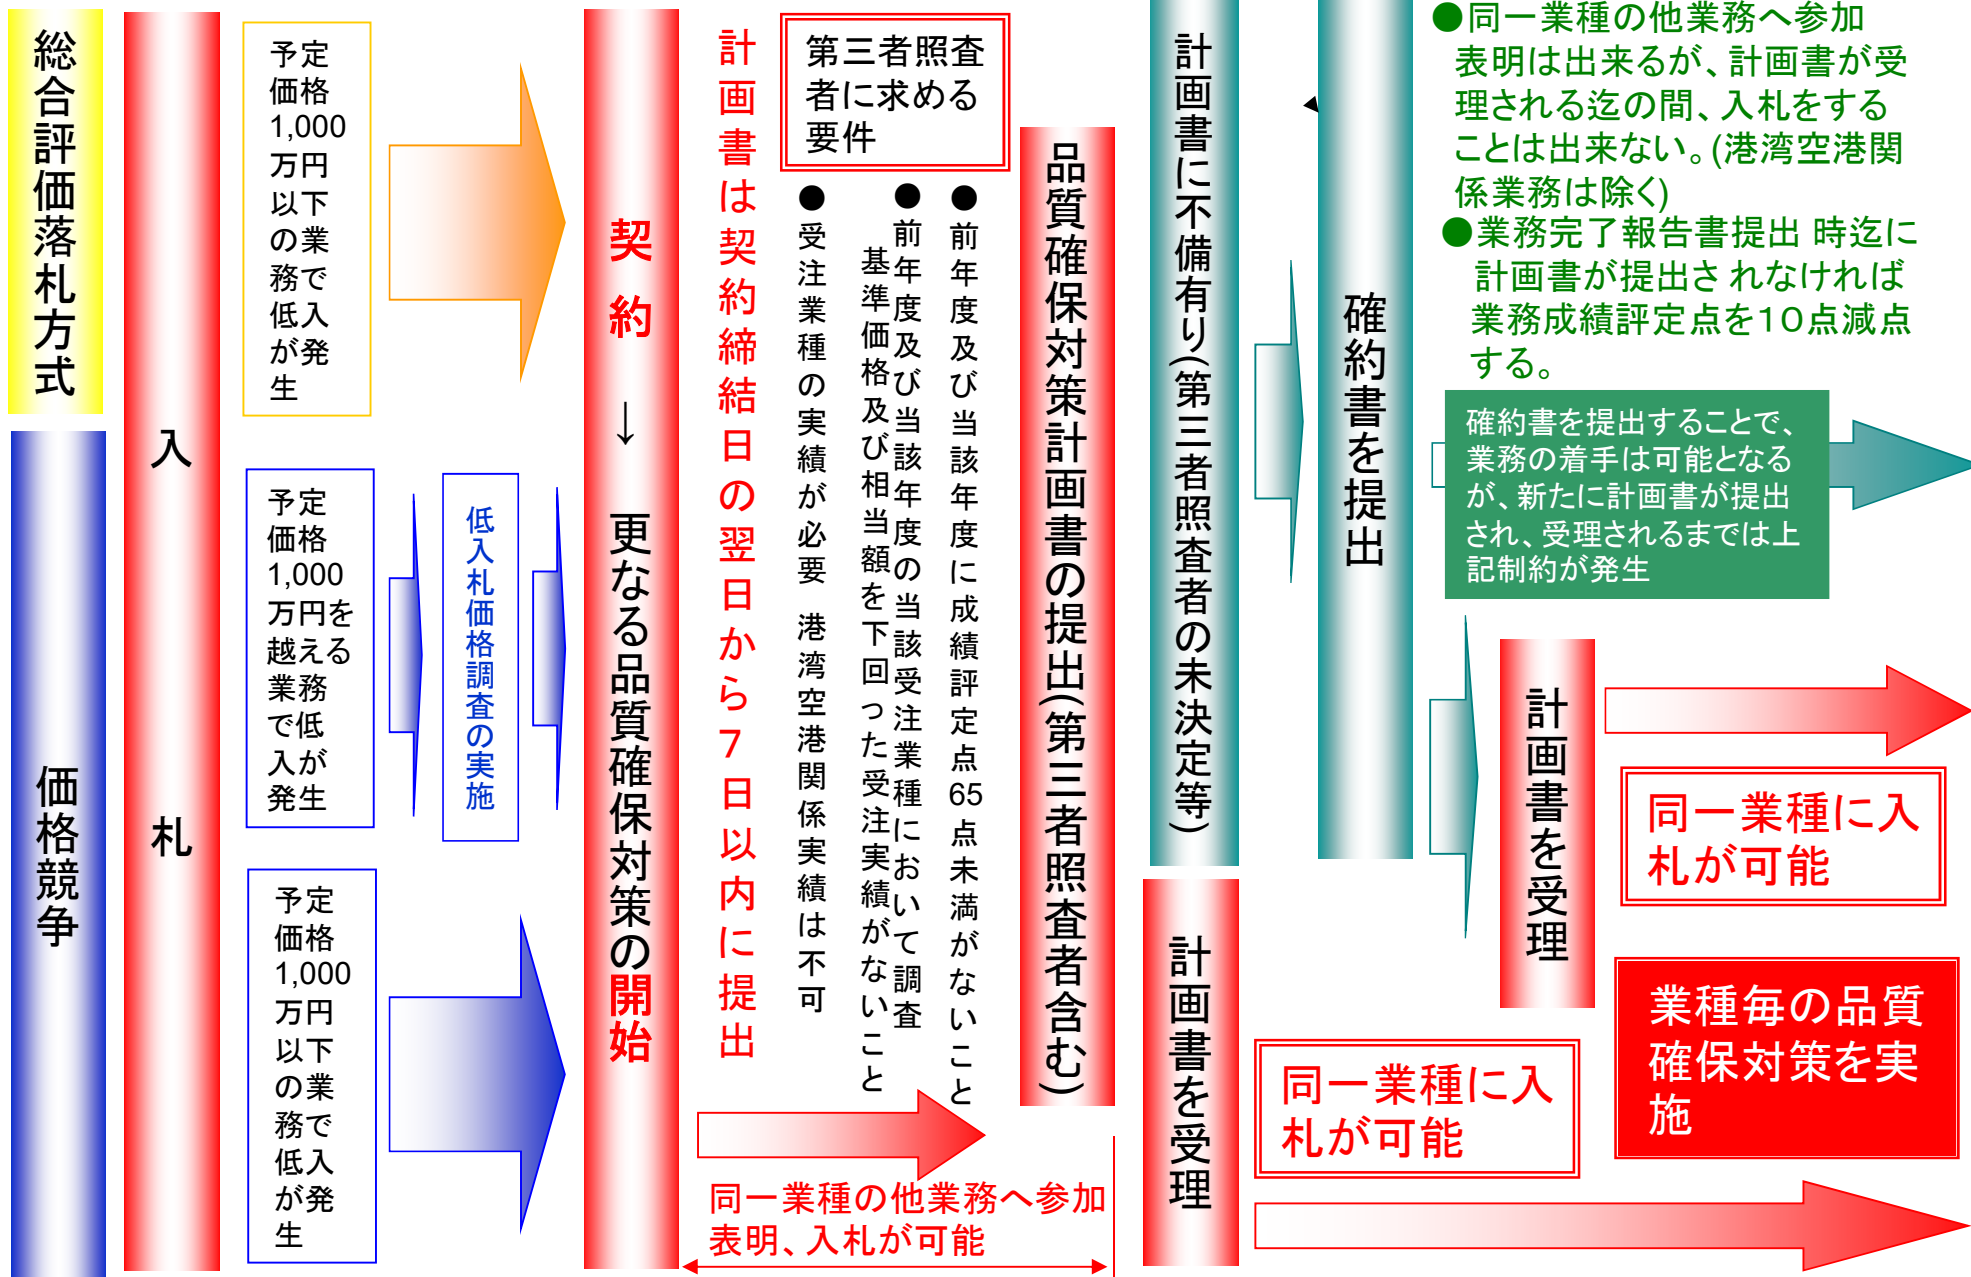 総合評価落札方式
価格競争
入札
予定
価格
1,000
万円
以下
の業
務で
低入
が発
生
予定
価格
1,000
万円を
越える
業務
で低
入が
発生
予定
価格
1,000
万円
以下
の業
務で
低入
が発
生
低入札価格調査の実施
契約 → 更なる品質確保対策の開始
計画書は契約締結日の翌日から7日以内に提出
第三者照査
者に求める
要件
●前年度及び当該年度に成績評定点65点未満がないこと
●前年度及び当該年度の当該受注業種において調査
基準価格及び相当額を下回った受注実績がないこと
●受注業種の実績が必要 港湾空港関係実績は不可
同一業種の他業務へ参加
表明、入札が可能
品質確保対策計画書の提出(第三者照査者含む)
計画書に不備有り(第三者照査者の未決定等)
計画書を受理
確約書を提出
●同一業種の他業務へ参加
表明は出来るが、計画書が受
理される迄の間、入札をする
ことは出来ない。(港湾空港関
係業務は除く)
●業務完了報告書提出 時迄に
計画書が提出さ れなければ
業務成績評定点を10点減点
する。
確約書を提出することで、
業務の着手は可能となる
が、新たに計画書が提出
され、受理されるまでは上
記制約が発生
計画書を受理
同一業種に入
札が可能
同一業種に入
札が可能
業種毎の品質
確保対策を実
施